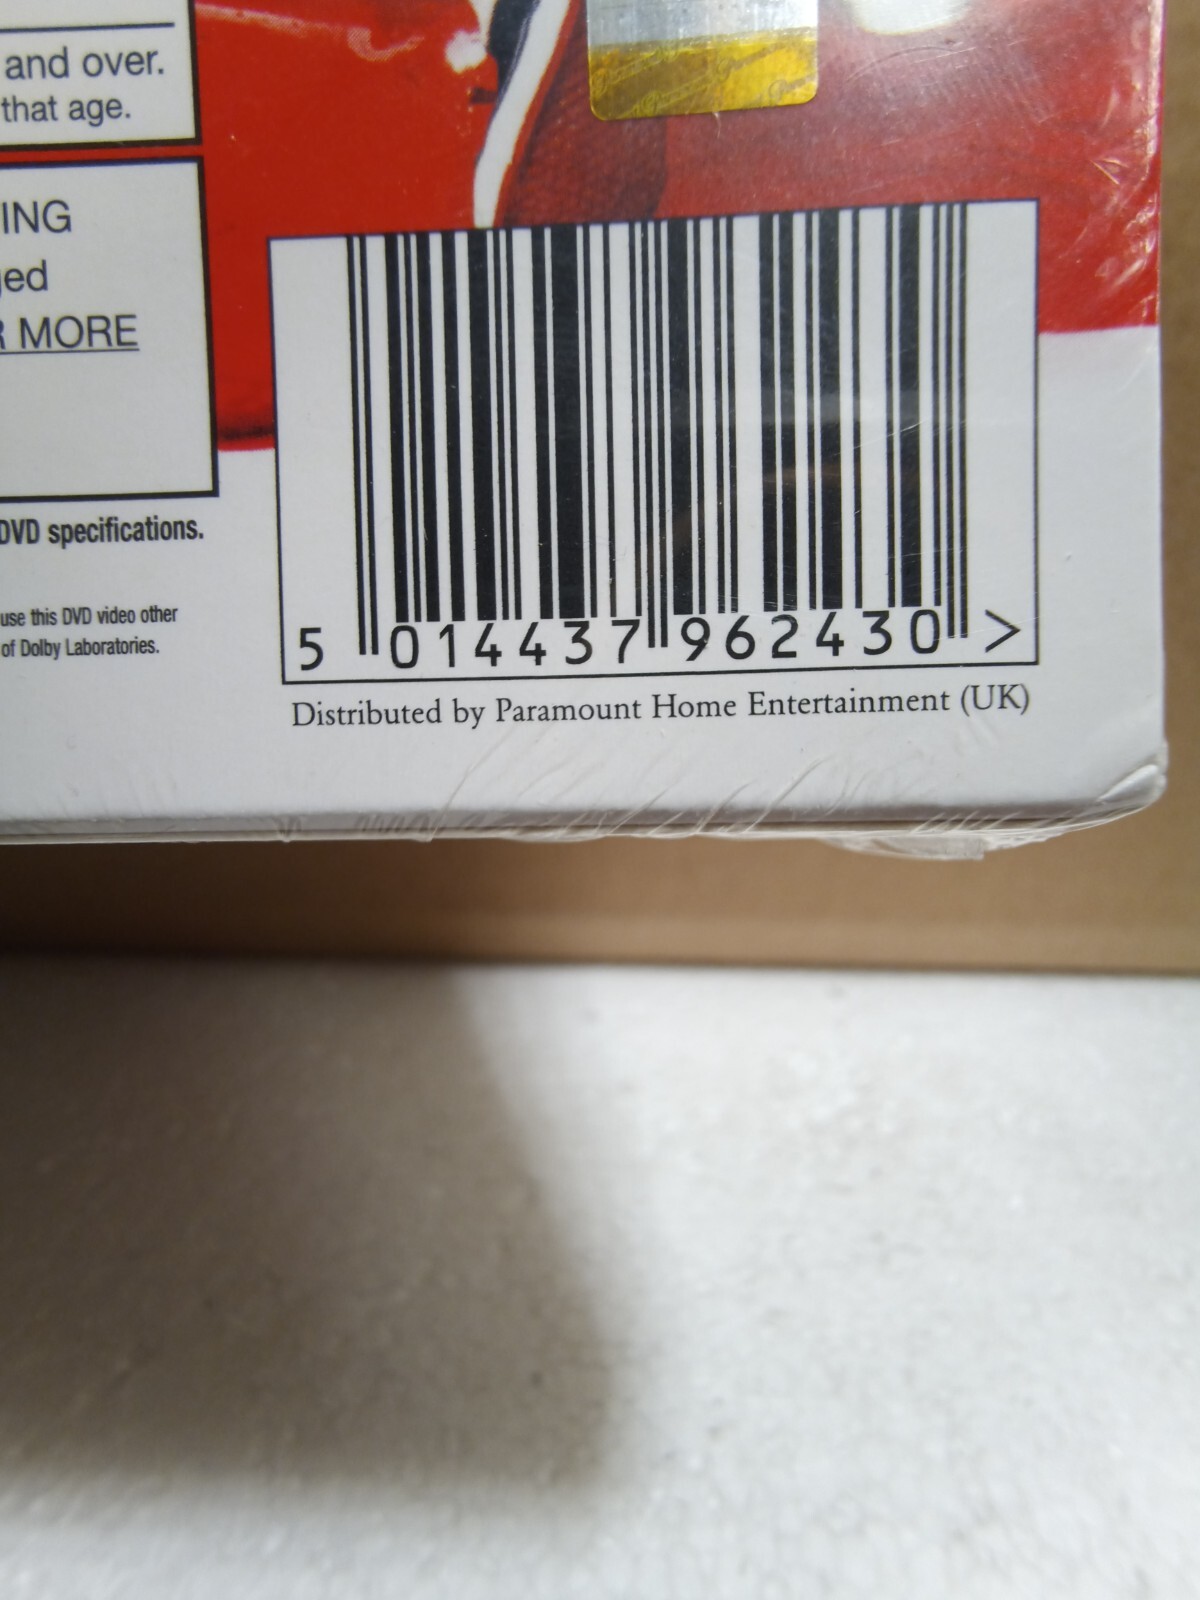 and over.
that age.
ING
ged
R MORE
DVD specifications.
use this DVD video other
of Dolby Laboratories.
5 014437 962430 >
Distributed by Paramount Home Entertainment (UK)